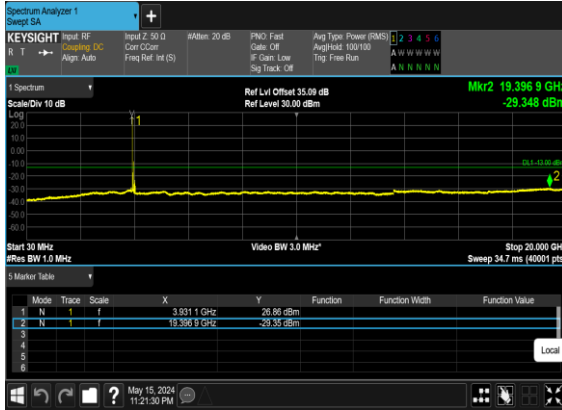 Spectrum Analyzer 1
Swept SA
+
KEYSIGHT Input: RF Input Z: 50 Ω #Atten: 20 dB PNO: Fast Avg Type: Power (RMS) 1 2 3 4 5 6
R T Coupling: DC Corr CCorr Gate: Off Avg|Hold: 100/100 A W W W W W
Align: Auto Freq Ref: Int (S) IF Gain: Low Trig: Free Run
Sig Track: Off A N N N N N
1 Spectrum Ref Lvl Offset 35.09 dB Mkr2 19.396 9 GHz
Scale/Div 10 dB Ref Level 30.00 dBm -29.348 dBm
Log
20.0
10.0
0.00
-10.0
-20.0
-30.0
-40.0
-50.0
-60.0
1
DL1 -13.00 dB
2
Start 30 MHz Video BW 3.0 MHz* Stop 20.000 GH
#Res BW 1.0 MHz Sweep 34.7 ms (40001 pts
5 Marker Table
Mode Trace Scale X Y Function Function Width Function Value
1 N 1 f 3.931 1 GHz 26.86 dBm
2 N 1 f 19.396 9 GHz -29.35 dBm
3
4
5
6
Local
? May 15, 2024
11:21:30 PM